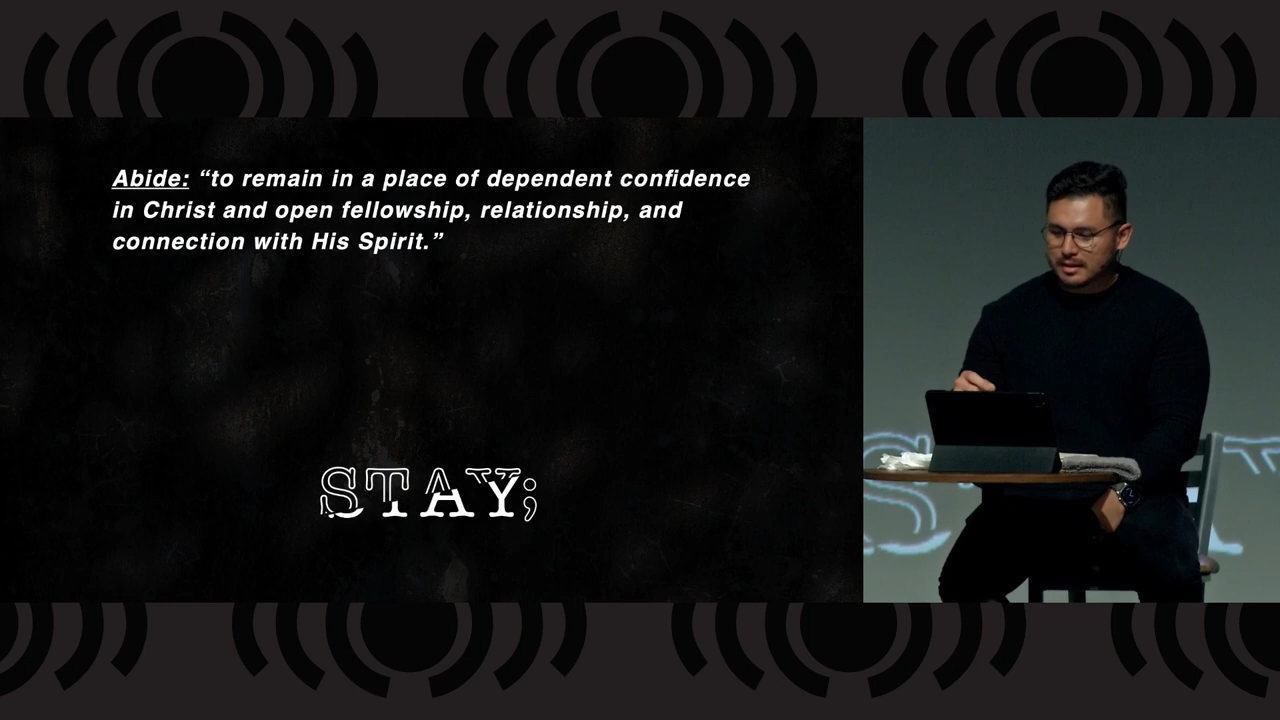 Abide: “to remain in a place of dependent confidence
in Christ and open fellowship, relationship, and
connection with His Spirit.”
STAY;